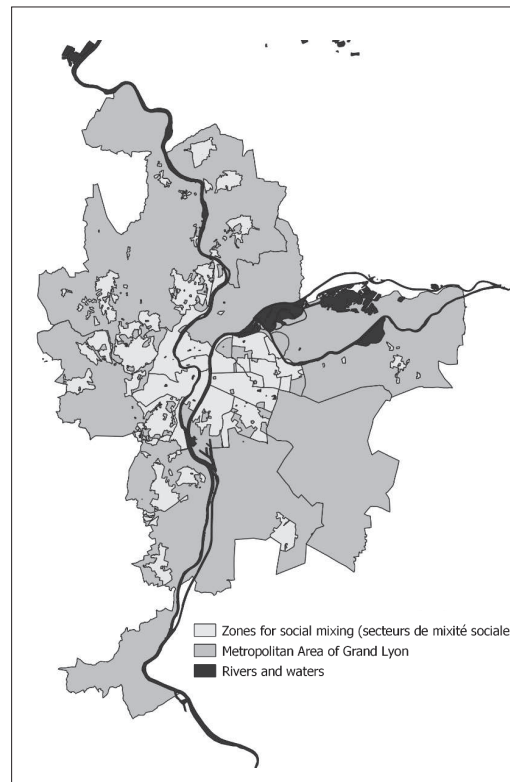 Zones for social mixing (secteurs de mixité sociale
Metropolitan Area of Grand Lyon
Rivers and waters